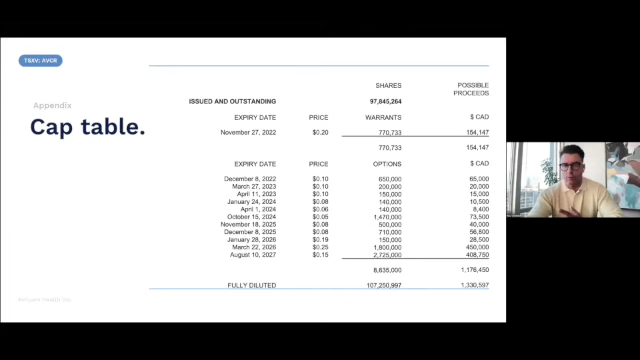 TSXV: AVCR
Appendix
Cap table.
SHARES POSSIBLE PROCEEDS
ISSUED AND OUTSTANDING 97,845,264
EXPIRY DATE PRICE WARRANTS $ CAD
November 27, 2022 $0.20 770,733 154,147
770,733 154,147
EXPIRY DATE PRICE OPTIONS $ CAD
December 8, 2022 $0.10 650,000 65,000
March 27, 2023 $0.10 200,000 20,000
April 11, 2023 $0.10 150,000 15,000
January 24, 2024 $0.08 140,000 10,500
April 1, 2024 $0.06 140,000 8,400
October 15, 2024 $0.05 1,470,000 73,500
November 18, 2025 $0.08 500,000 40,000
December 8, 2025 $0.08 710,000 56,800
January 28, 2026 $0.19 150,000 28,500
March 22, 2026 $0.25 1,800,000 450,000
August 10, 2027 $0.15 2,725,000 408,750
8,635,000 1,176,450
FULLY DILUTED 107,250,997 1,330,597
Health Inc.